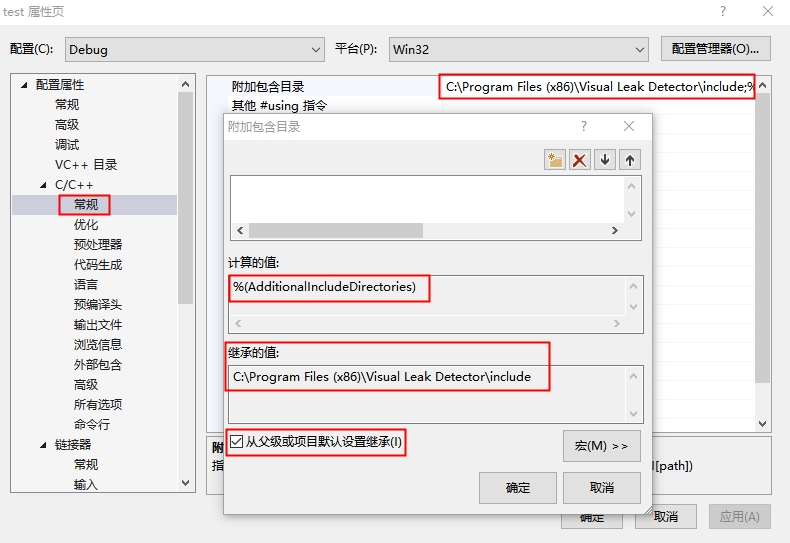 test 属性页
配置(C):
Debug
平台(P):
Win32
配置管理器(O)...
配置属性
常规
高级
调试
VC++ 目录
C/C++
常规
优化
预处理器
代码生成
语言
预编译头
输出文件
浏览信息
外部包含
高级
所有选项
命令行
链接器
常规
输入
附加包含目录
C:\Program Files (x86)\Visual Leak Detector\include;%
其他 #using 指令
附加包含目录
计算的值:
%(AdditionalIncludeDirectories)
继承的值:
C:\Program Files (x86)\Visual Leak Detector\include
从父级或项目默认设置继承(I)
宏(M) >>
确定
取消
附
指
[path])
确定
取消
应用(A)